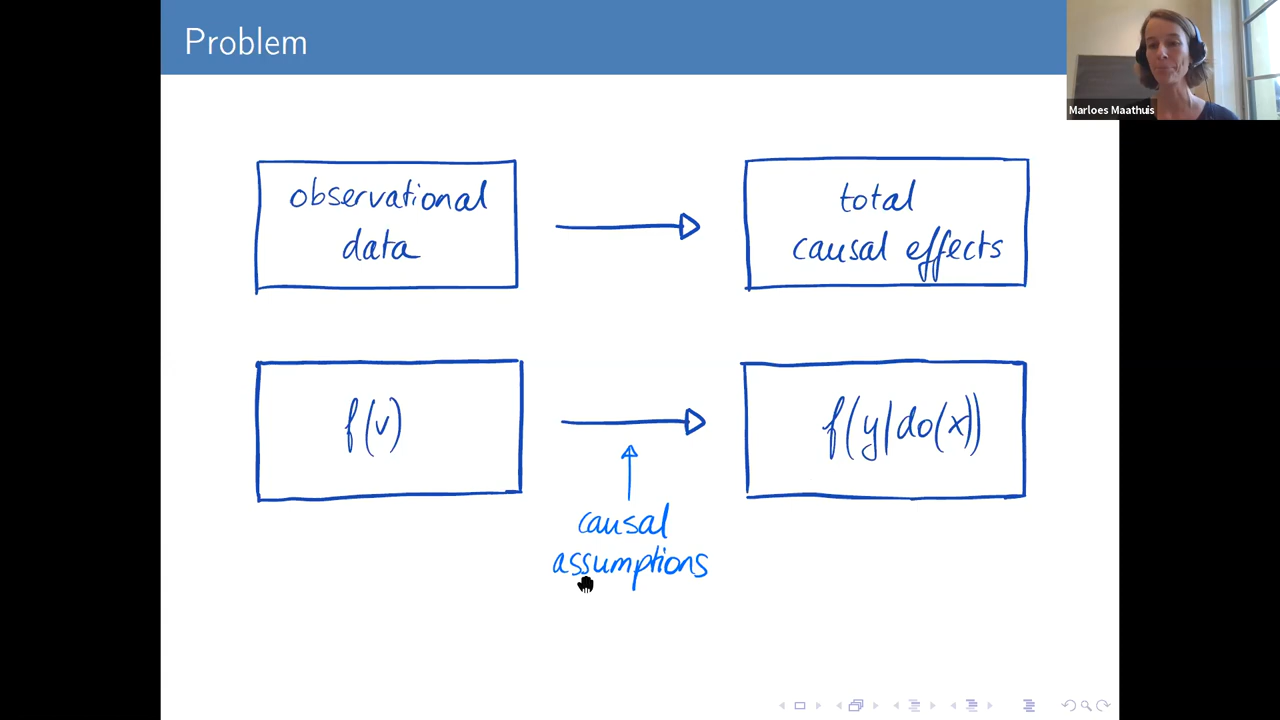 Problem
Marloes Maathuis
observational
data
total
causal effects
f(v)
f(y|do(x))
causal
assumptions